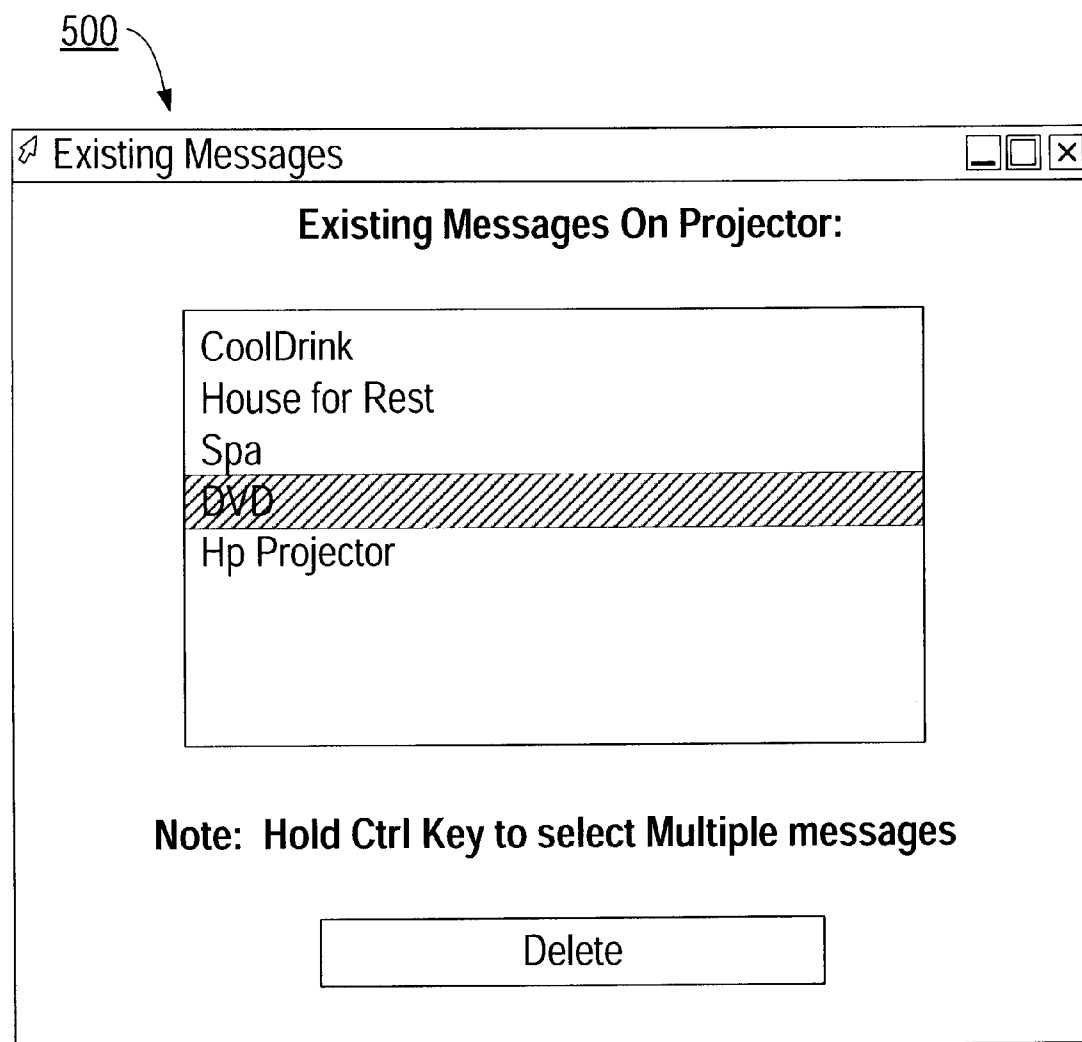 500
Existing Messages
Existing Messages On Projector:
CoolDrink
House for Rest
Spa
DVD
Hp Projector
Note: Hold Ctrl Key to select Multiple messages
Delete